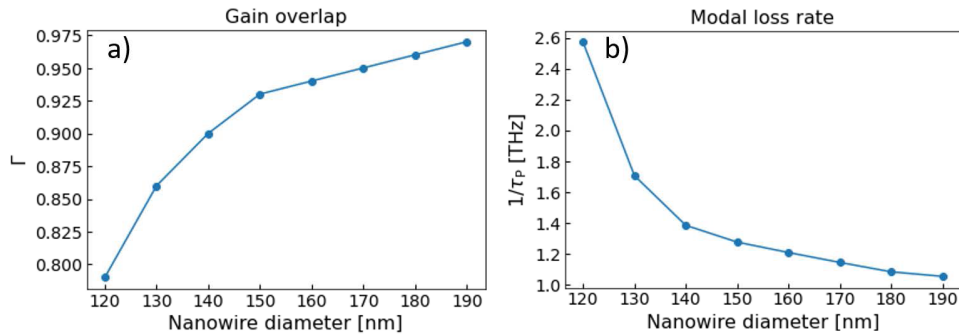 Gain overlap
a)
0.975
0.950
0.925
0.900
0.875
0.850
0.825
0.800
Γ
120 130 140 150 160 170 180 190
Nanowire diameter [nm]
Modal loss rate
b)
2.6
2.4
2.2
2.0
1.8
1.6
1.4
1.2
1.0
1/τₚ [THz]
120 130 140 150 160 170 180 190
Nanowire diameter [nm]